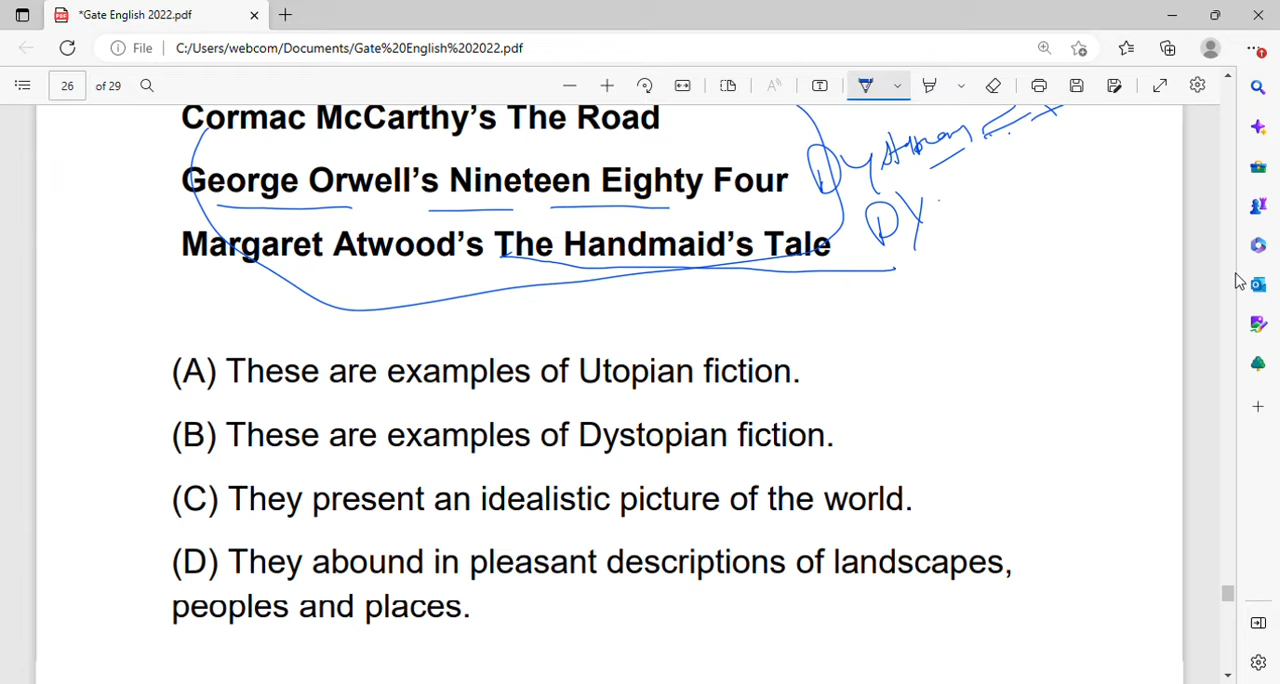 *Gate English 2022.pdf
File
C:/Users/webcom/Documents/Gate%20English%202022.pdf
26 of 29
Cormac McCarthy's The Road
George Orwell's Nineteen Eighty Four
Margaret Atwood's The Handmaid's Tale
DY
(A) These are examples of Utopian fiction.
(B) These are examples of Dystopian fiction.
(C) They present an idealistic picture of the world.
(D) They abound in pleasant descriptions of landscapes,
peoples and places.